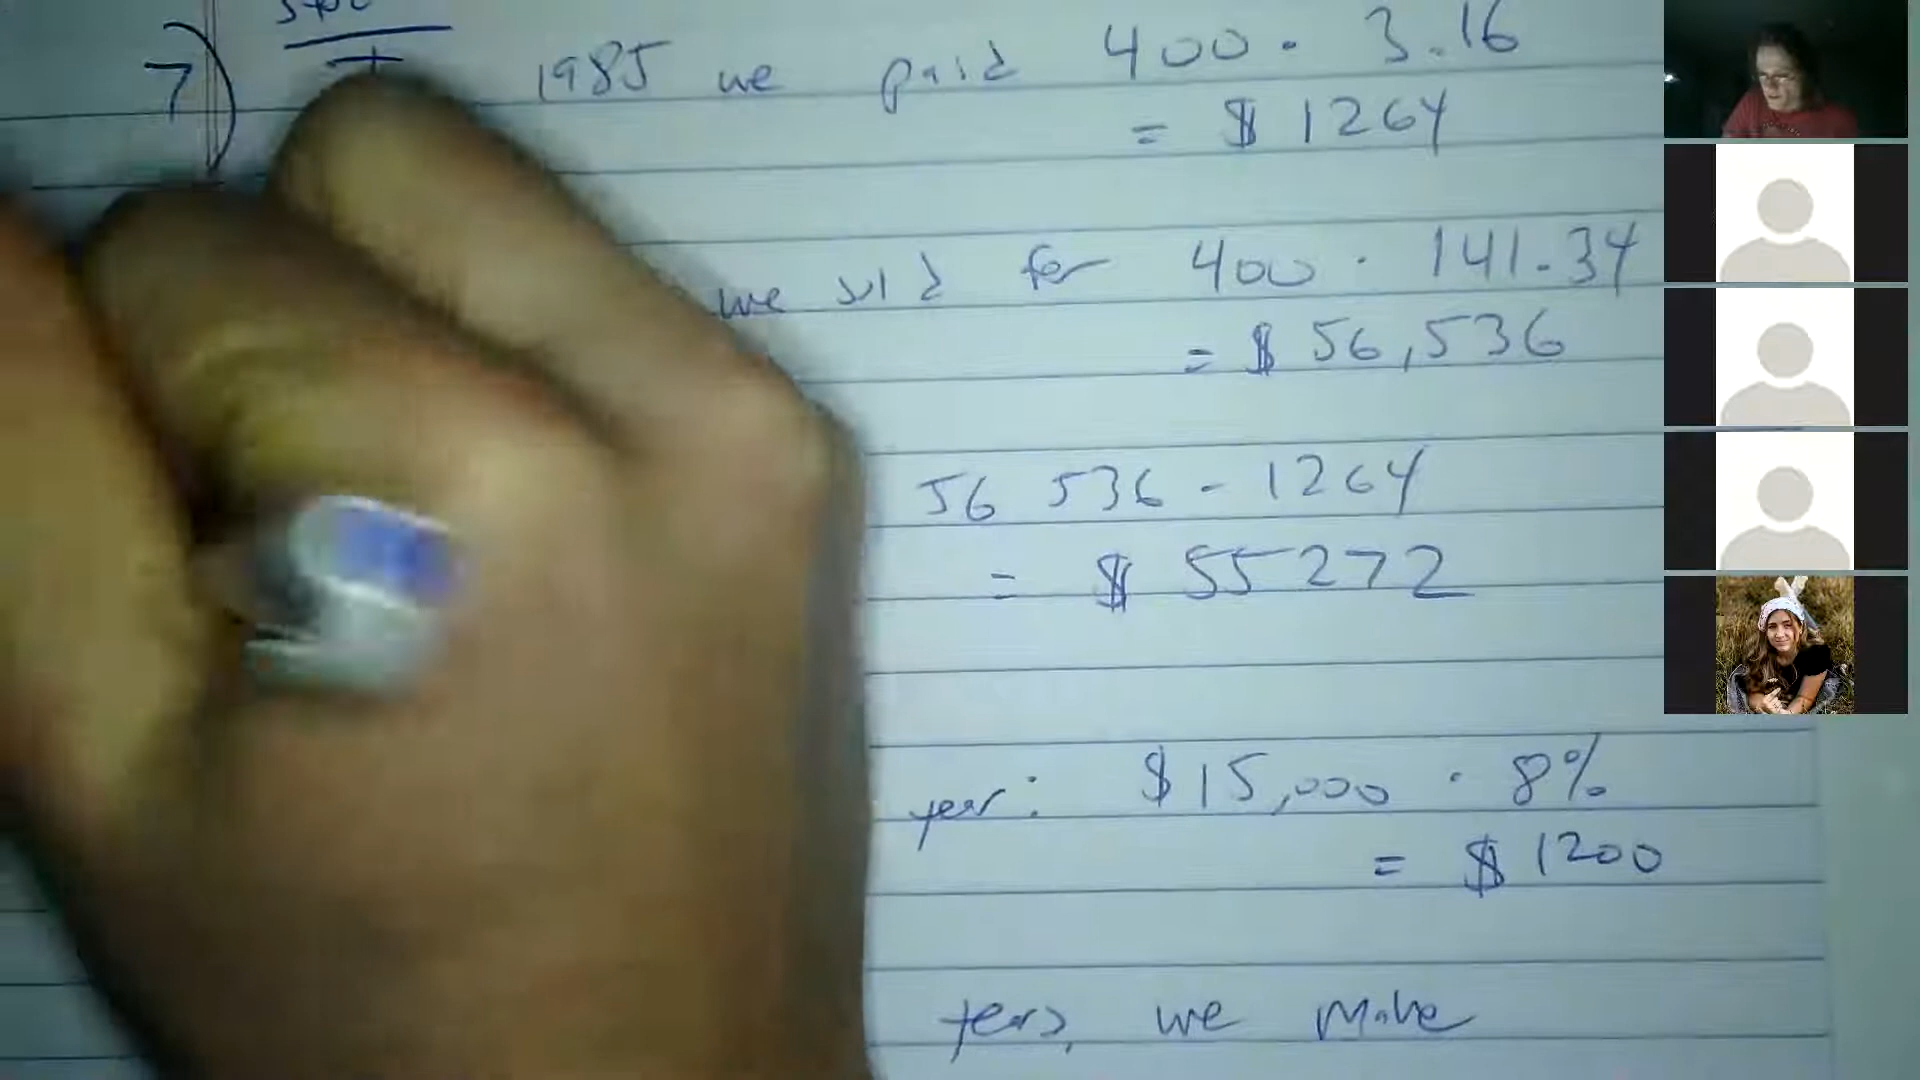 7) 1985 we paid 400 · 3.16
= $ 1264
we sold for 400 · 141.34
= $ 56,536
56 536 - 1264
= $ 55272
year: $15,000 · 8%
= $ 1200
years, we make